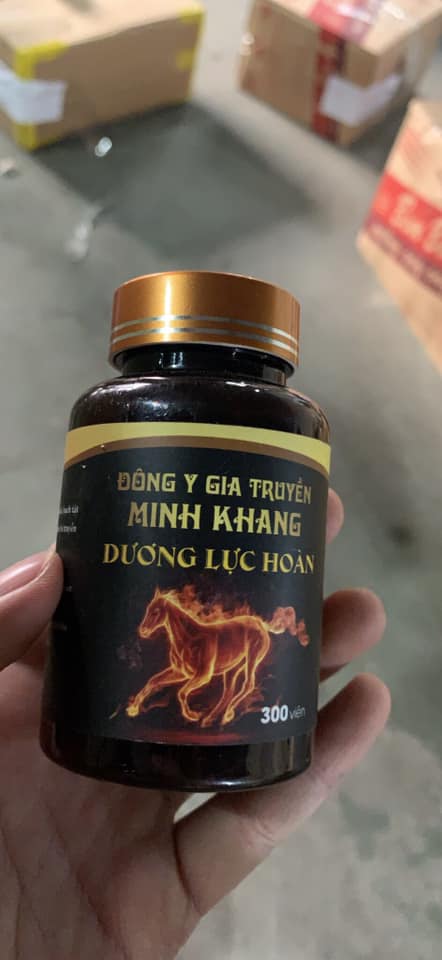 ĐÔNG Y GIA TRUYỀN
MINH KHANG
DƯƠNG LỰC HOÀN
300 viên